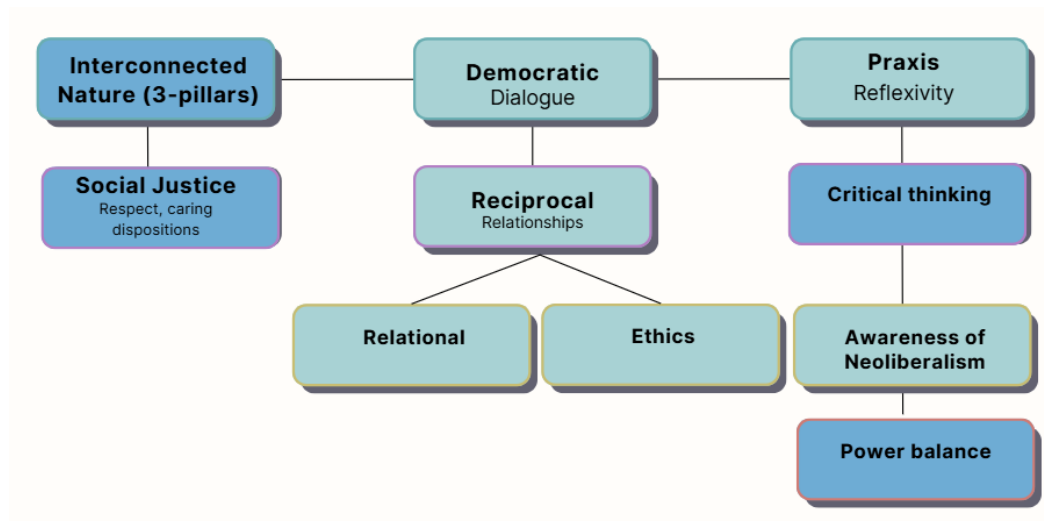 Interconnected
Nature (3-pillars)
Democratic
Dialogue
Praxis
Reflexivity
Social Justice
Respect, caring
dispositions
Reciprocal
Relationships
Critical thinking
Relational
Ethics
Awareness of
Neoliberalism
Power balance